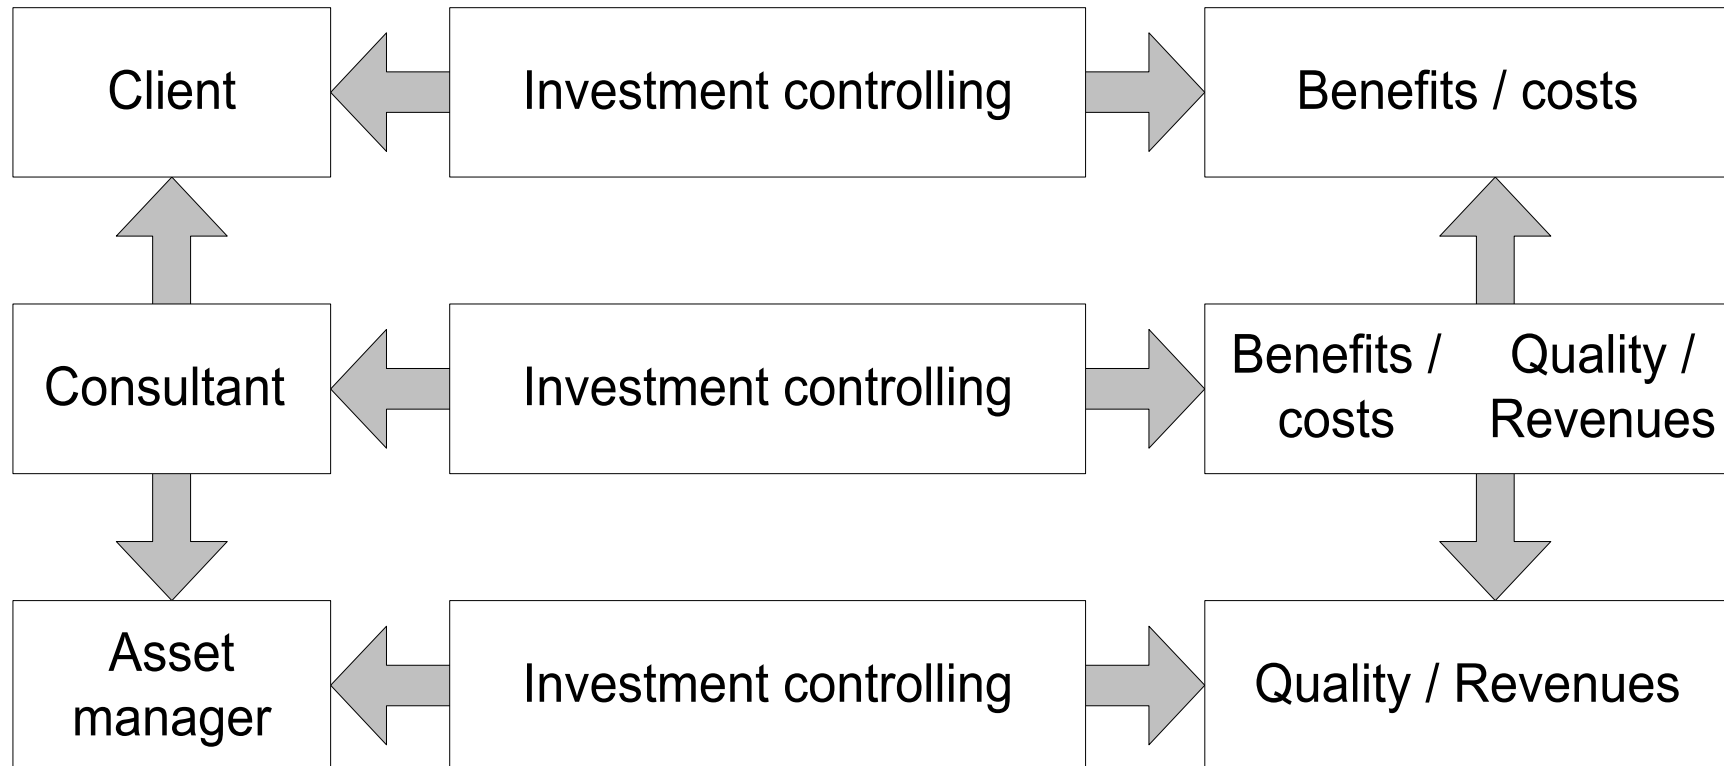 Client
Investment controlling
Benefits / costs
Consultant
Investment controlling
Benefits /
costs
Quality /
Revenues
Asset
manager
Investment controlling
Quality / Revenues